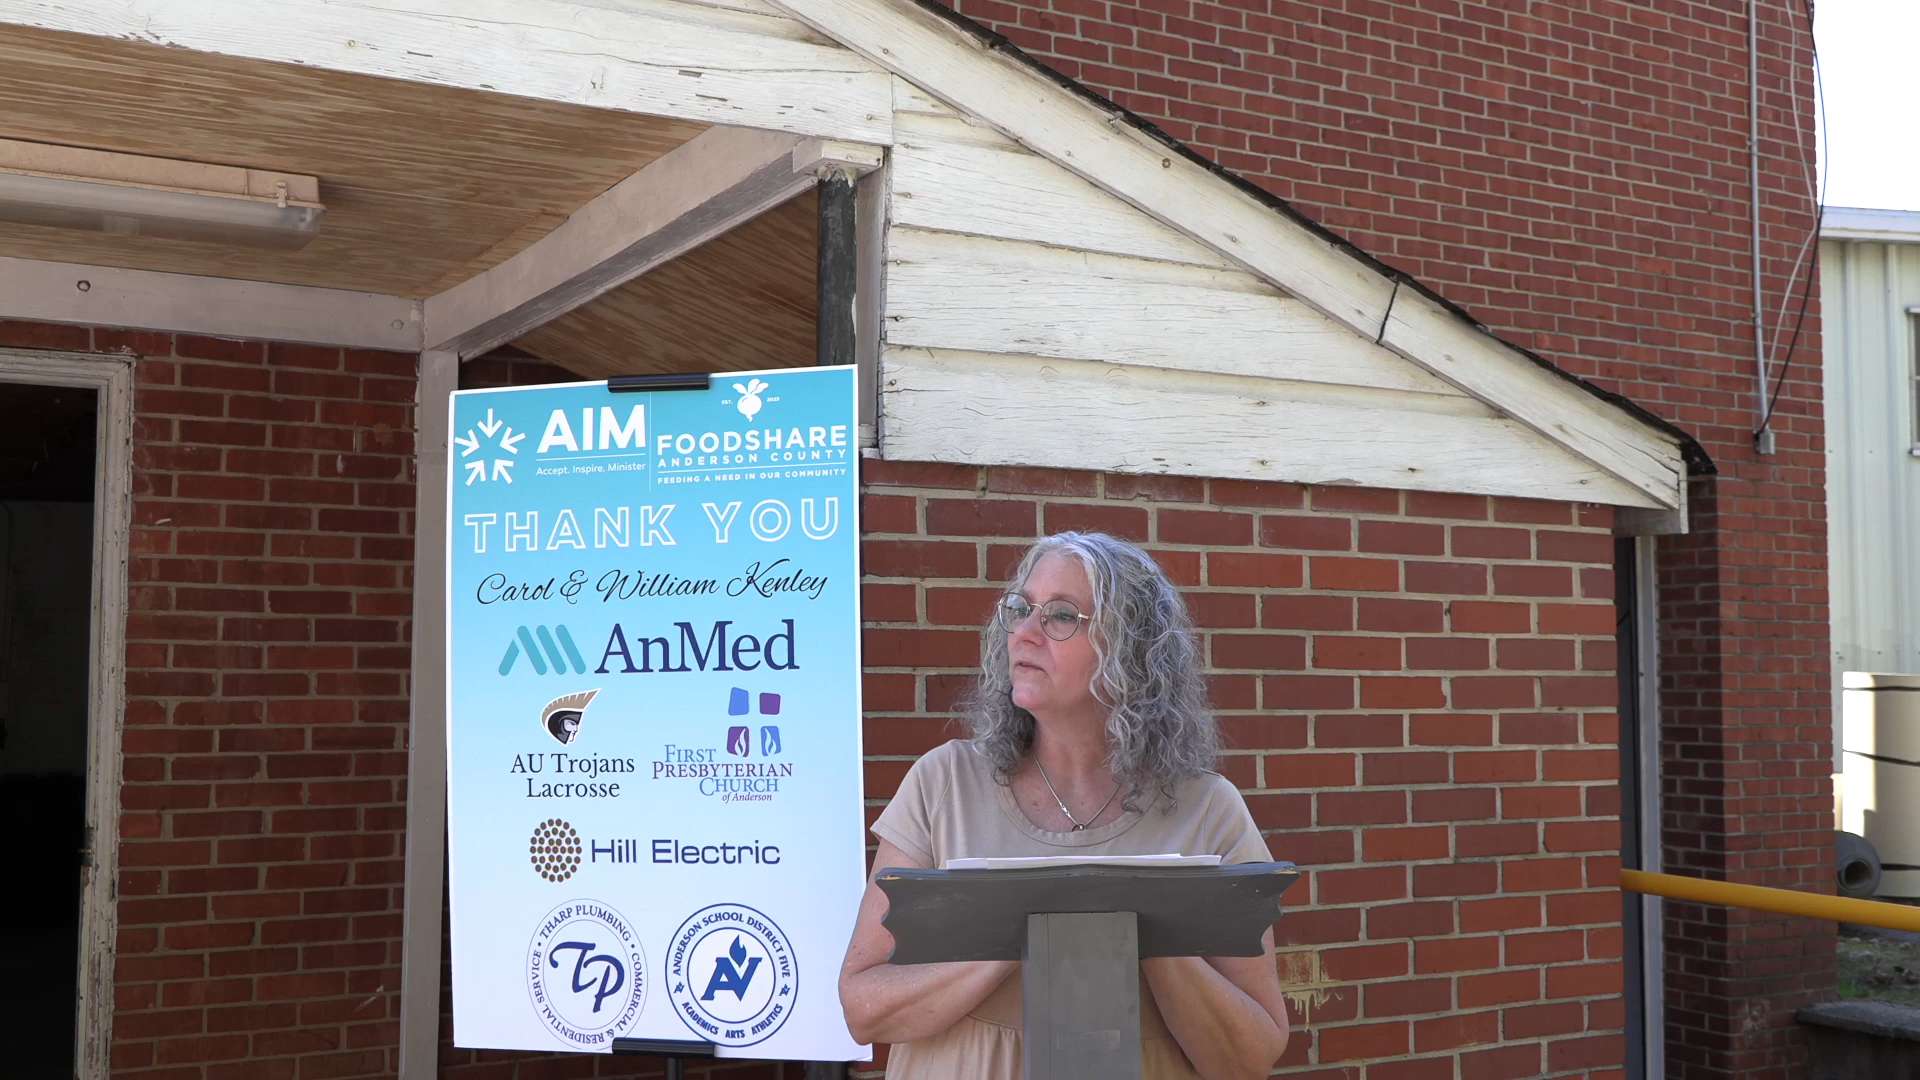 AIM
Accept. Inspire. Minister
EST. 2023
FOODSHARE
ANDERSON COUNTY
FEEDING A NEED IN OUR COMMUNITY
THANK YOU
Carol & William Kenley
AnMed
AU Trojans
Lacrosse
FIRST
PRESBYTERIAN
CHURCH
of Anderson
Hill Electric
THARP PLUMBING • COMMERCIAL & RESIDENTIAL SERVICE •
TP
ANDERSON SCHOOL DISTRICT FIVE
AV
ACADEMICS ARTS ATHLETICS